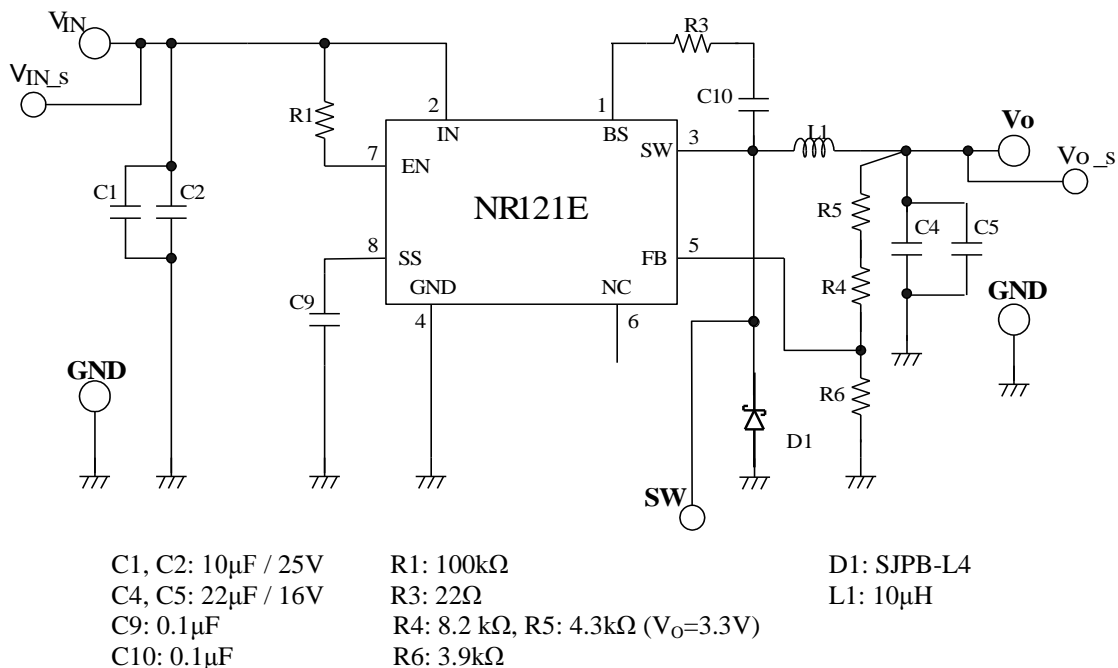 VIN
VIN_S
R3
C10
R1
2
1
IN
BS
L1
Vo
7
EN
SW
3
VO_S
C1
C2
NR121E
R5
C4
C5
8
SS
FB
5
C9
GND
NC
R4
GND
4
6
GND
R6
D1
SW
C1, C2: 10μF / 25V R1: 100kΩ D1: SJPB-L4
C4, C5: 22μF / 16V R3: 22Ω L1: 10μH
C9: 0.1μF R4: 8.2 kΩ, R5: 4.3kΩ (VO=3.3V)
C10: 0.1μF R6: 3.9kΩ